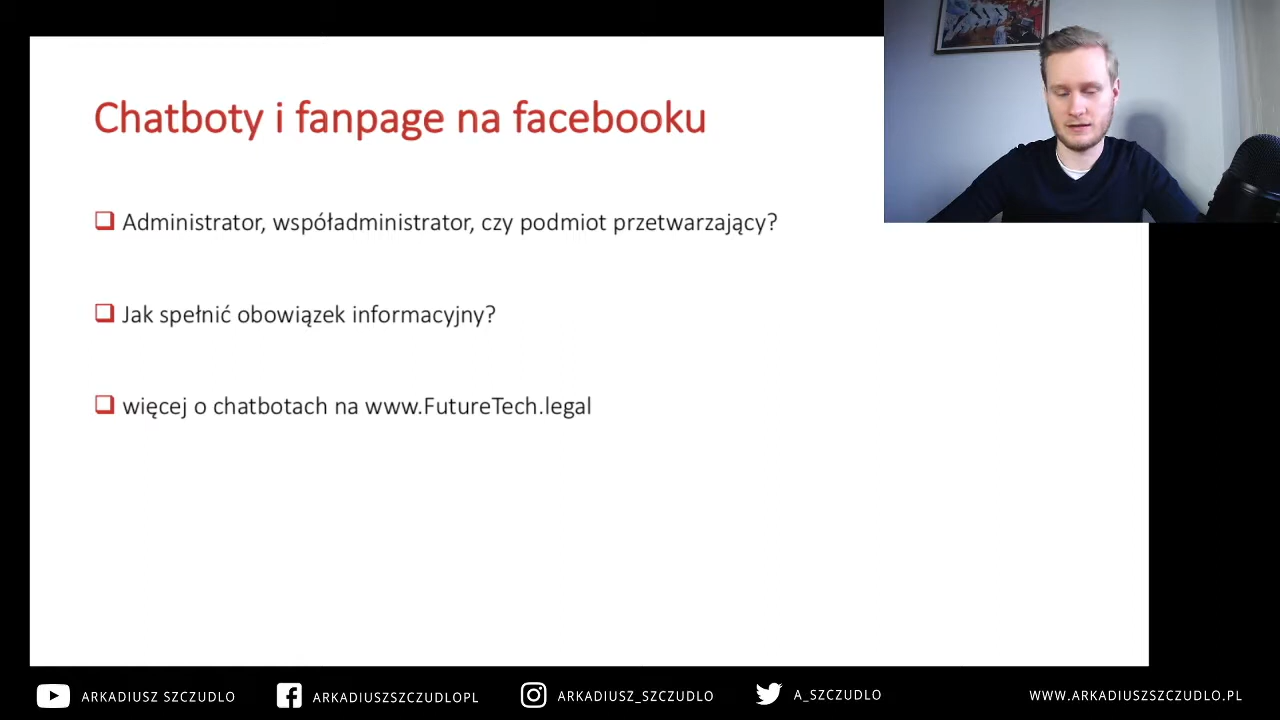 Chatboty i fanpage na facebooku
Administrator, współadministrator, czy podmiot przetwarzający?
Jak spełnić obowiązek informacyjny?
więcej o chatbotach na www.FutureTech.legal
ARKADIUSZ SZCZUDLO
ARKADIUSZSZCZUDLOPL
ARKADIUSZ_SZCZUDLO
A_SZCZUDLO
WWW.ARKADIUSZSZCZUDLO.PL